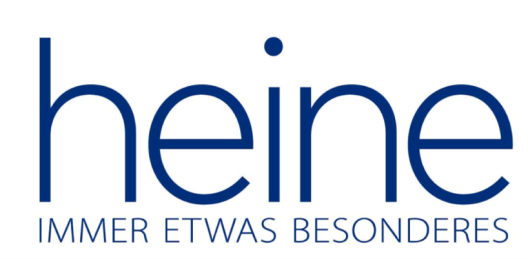 heine
IMMER ETWAS BESONDERES